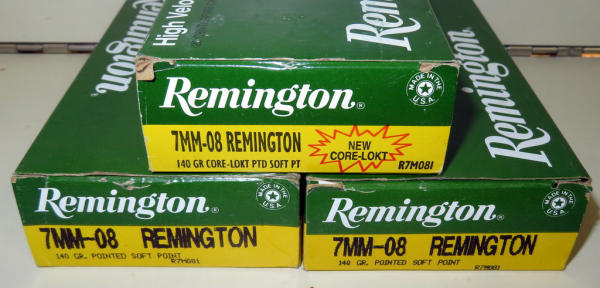 Remington
High Velo
Remington
Remington
Remington®
MADE IN THE U.S.A.
7MM-08 REMINGTON
NEW
CORE-LOKT
140 GR CORE-LOKT PTD SOFT PT
R7M081
Remington®
MADE IN THE U.S.A.
7MM-08 REMINGTON
140 GR. POINTED SOFT POINT
R7M081
Remington®
MADE IN THE U.S.A.
7MM-08 REMINGTON
140 GR. POINTED SOFT POINT
R7M081